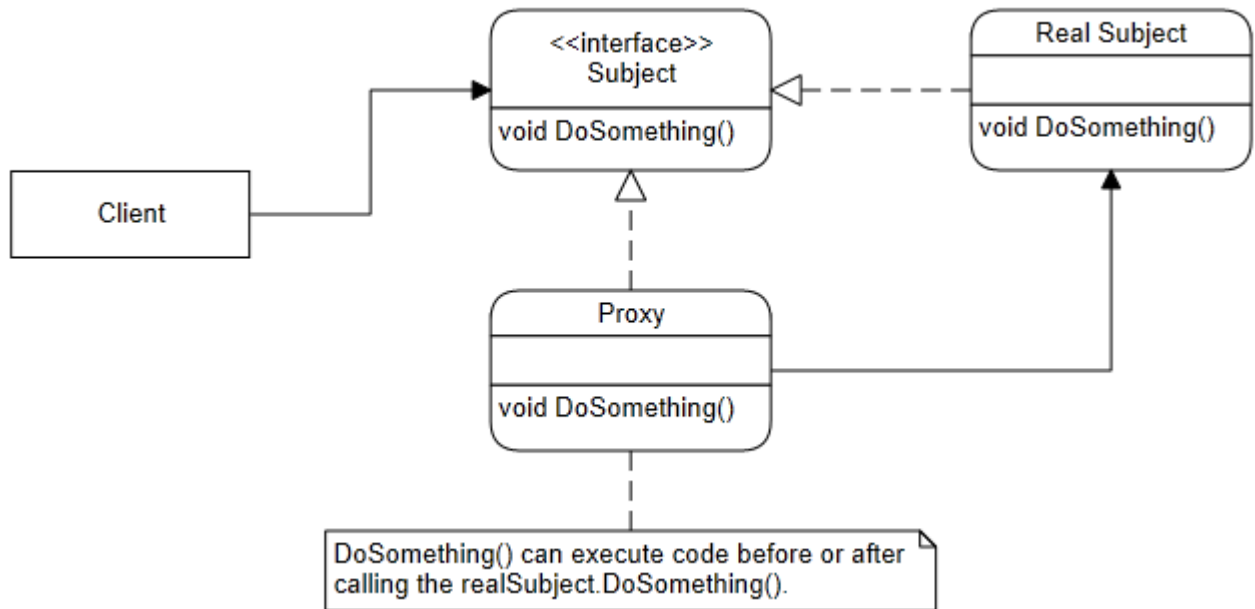 <<interface>>
Subject
void DoSomething()
Real Subject
void DoSomething()
Client
Proxy
void DoSomething()
DoSomething() can execute code before or after
calling the realSubject.DoSomething().